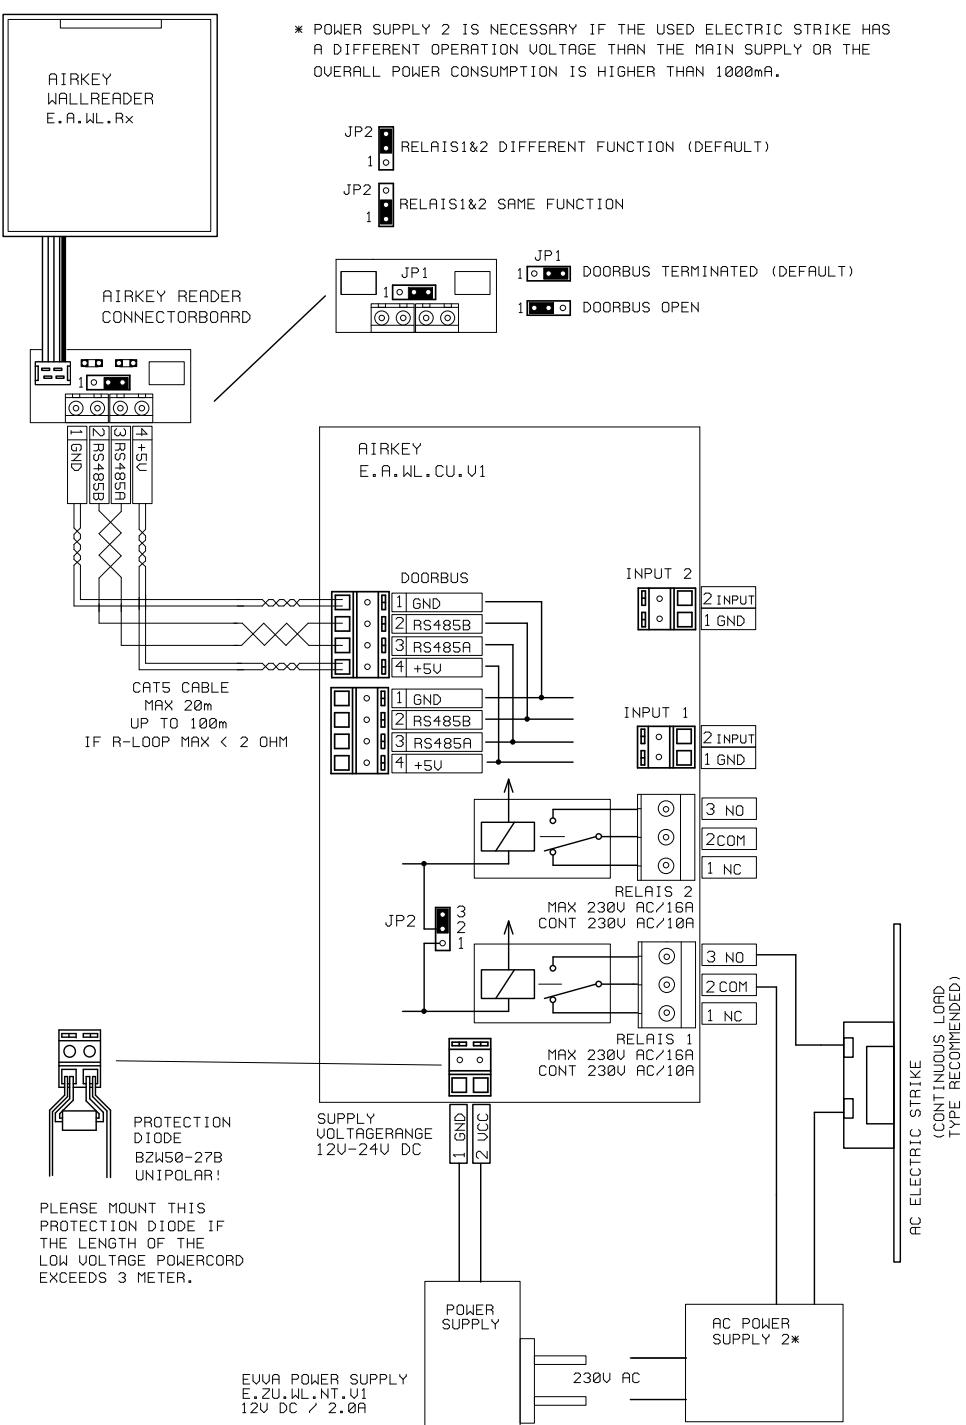 * POWER SUPPLY 2 IS NECESSARY IF THE USED ELECTRIC STRIKE HAS
A DIFFERENT OPERATION VOLTAGE THAN THE MAIN SUPPLY OR THE
OVERALL POWER CONSUMPTION IS HIGHER THAN 1000mA.
AIRKEY
WALLREADER
E.A.WL.Rx
JP2
1
RELAIS1&2 DIFFERENT FUNCTION (DEFAULT)
JP2
1
RELAIS1&2 SAME FUNCTION
JP1
1
JP1
1
DOORBUS TERMINATED (DEFAULT)
1
DOORBUS OPEN
AIRKEY READER
CONNECTORBOARD
1
1 GND
2 RS485B
3 RS485A
4 +5V
AIRKEY
E.A.WL.CU.V1
DOORBUS
1 GND
2 RS485B
3 RS485A
4 +5V
1 GND
2 RS485B
3 RS485A
4 +5V
CAT5 CABLE
MAX 20m
UP TO 100m
IF R-LOOP MAX < 2 OHM
INPUT 2
2 INPUT
1 GND
INPUT 1
2 INPUT
1 GND
3 NO
2 COM
1 NC
RELAIS 2
MAX 230V AC/16A
CONT 230V AC/10A
JP2
3
2
1
3 NO
2 COM
1 NC
RELAIS 1
MAX 230V AC/16A
CONT 230V AC/10A
SUPPLY
VOLTAGERANGE
12V-24V DC
1 GND
2 VCC
PROTECTION
DIODE
BZW50-27B
UNIPOLAR!
PLEASE MOUNT THIS
PROTECTION DIODE IF
THE LENGTH OF THE
LOW VOLTAGE POWERCORD
EXCEEDS 3 METER.
AC ELECTRIC STRIKE
(CONTINUOUS LOAD
TYPE RECOMMENDED)
POWER
SUPPLY
AC POWER
SUPPLY 2*
230V AC
EVVA POWER SUPPLY
E.ZU.WL.NT.V1
12V DC / 2.0A